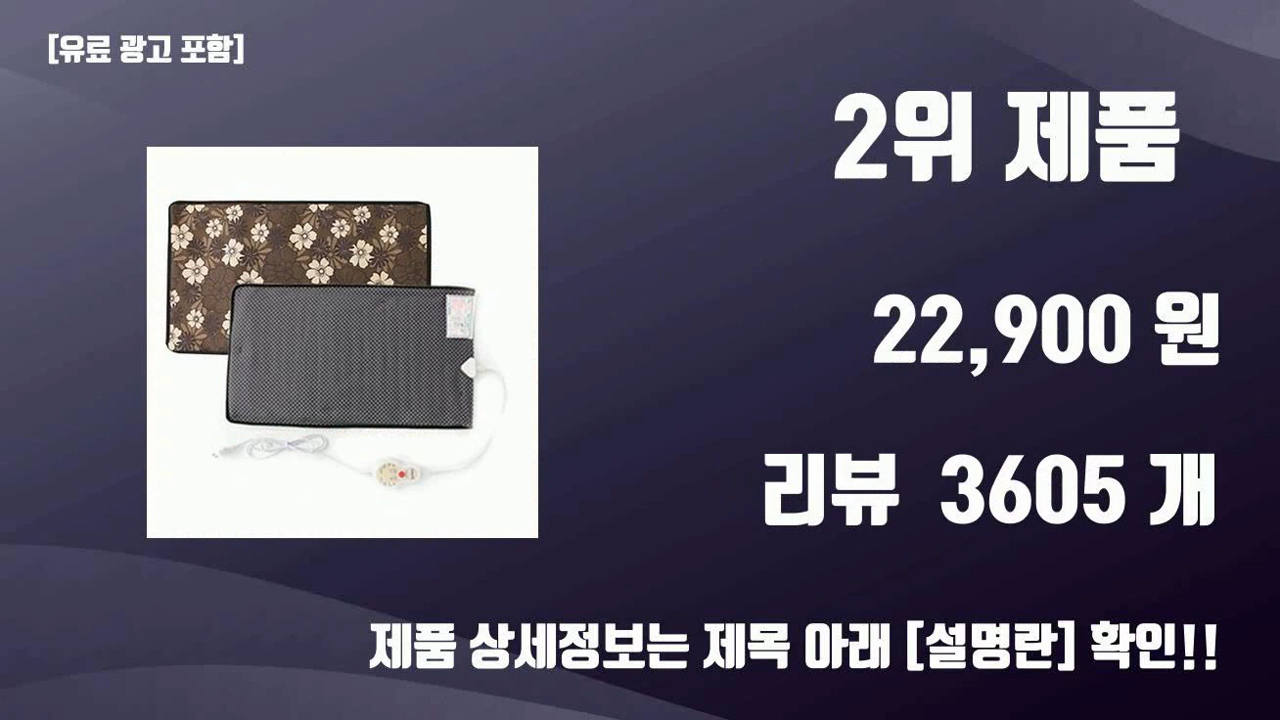 [유료 광고 포함]
2위 제품
22,900 원
리뷰 3605 개
제품 상세정보는 제목 아래 [설명란] 확인!!